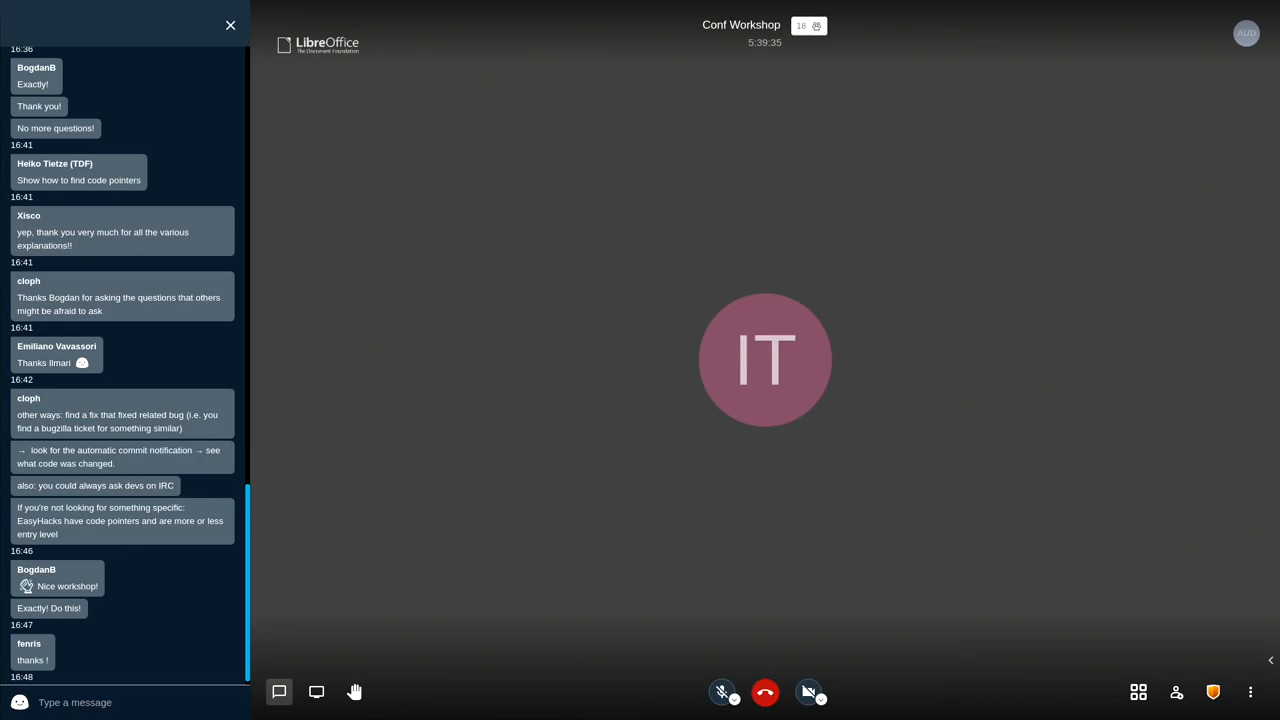 16:36
BogdanB
Exactly!
Thank you!
No more questions!
16:41
Heiko Tietze (TDF)
Show how to find code pointers
16:41
Xisco
yep, thank you very much for all the various
explanations!!
16:41
cloph
Thanks Bogdan for asking the questions that others
might be afraid to ask
16:41
Emiliano Vavassori
Thanks Ilmari
16:42
cloph
other ways: find a fix that fixed related bug (i.e. you
find a bugzilla ticket for something similar)
→ look for the automatic commit notification → see
what code was changed.
also: you could always ask devs on IRC
If you're not looking for something specific:
EasyHacks have code pointers and are more or less
entry level
16:46
BogdanB
Nice workshop!
Exactly! Do this!
16:47
fenris
thanks !
16:48
Type a message
LibreOffice
The Document Foundation
Conf Workshop
18
5:39:35
AUD
IT